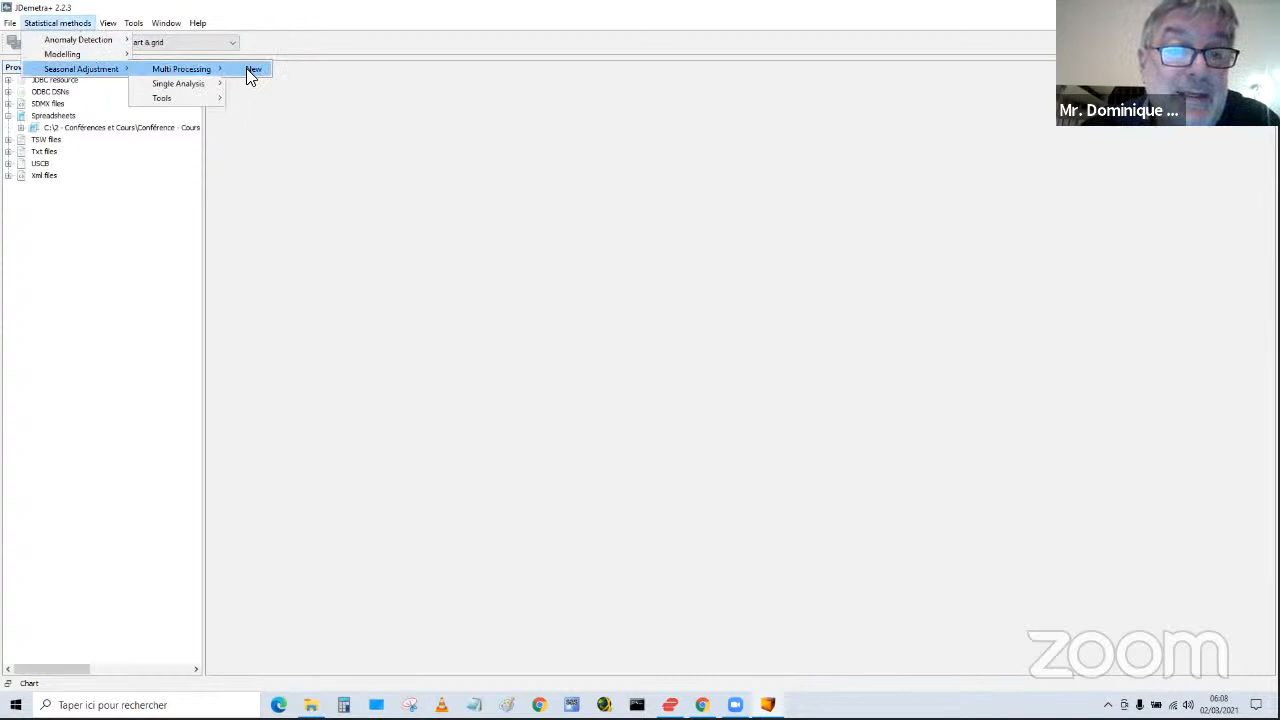 JDemetra+ 2.2.3
File Statistical methods View Tools Window Help
Anomaly Detection
art & grid
Modelling
Seasonal Adjustment
Multi Processing
New
Single Analysis
Tools
Prov
JDBC resource
ODBC DSNs
SDMX files
Spreadsheets
C:\2 - Conférences et Cours\Conférence - Cours
TSW files
Txt files
USCB
Xml files
Mr. Dominique ...
zoom
Chart
Taper ici pour rechercher
06:08
02/03/2021